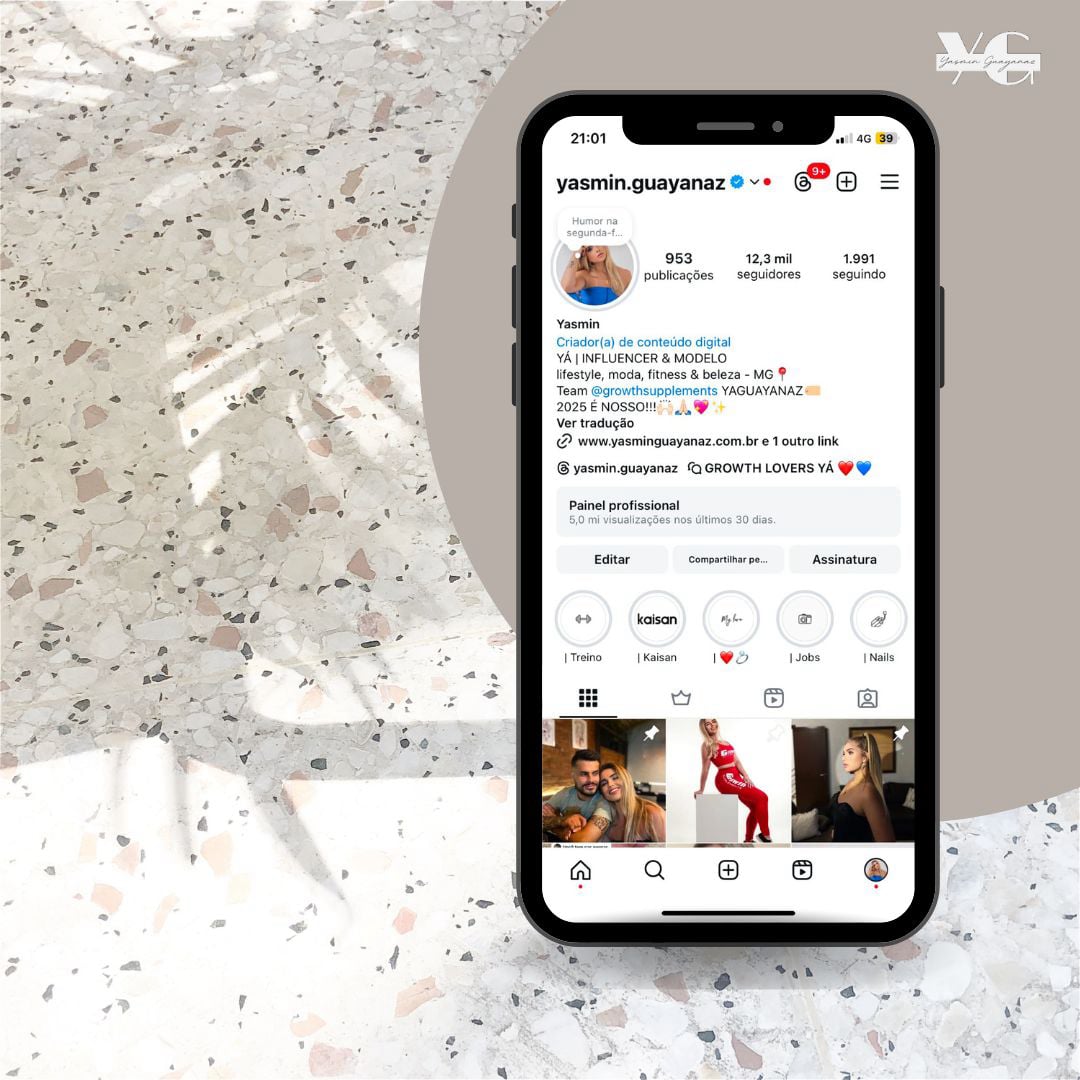 YG
Yasmin Guayanaz
21:01
4G 39
yasmin.guayanaz
9+
Humor na
segunda-f...
953
publicações
12,3 mil
seguidores
1.991
seguindo
Yasmin
Criador(a) de conteúdo digital
YÁ | INFLUENCER & MODELO
lifestyle, moda, fitness & beleza - MG📍
Team @growthsupplements YAGUAYANAZ🏷️
2025 É NOSSO!!!🙌🏻🙏🏻💖✨
Ver tradução
www.yasminguayanaz.com.br e 1 outro link
yasmin.guayanaz GROWTH LOVERS YÁ ❤️💙
Painel profissional
5,0 mi visualizações nos últimos 30 dias.
Editar
Compartilhar pe...
Assinatura
kaisan
My love
| Treino
| Kaisan
| ❤️💍
| Jobs
| Nails